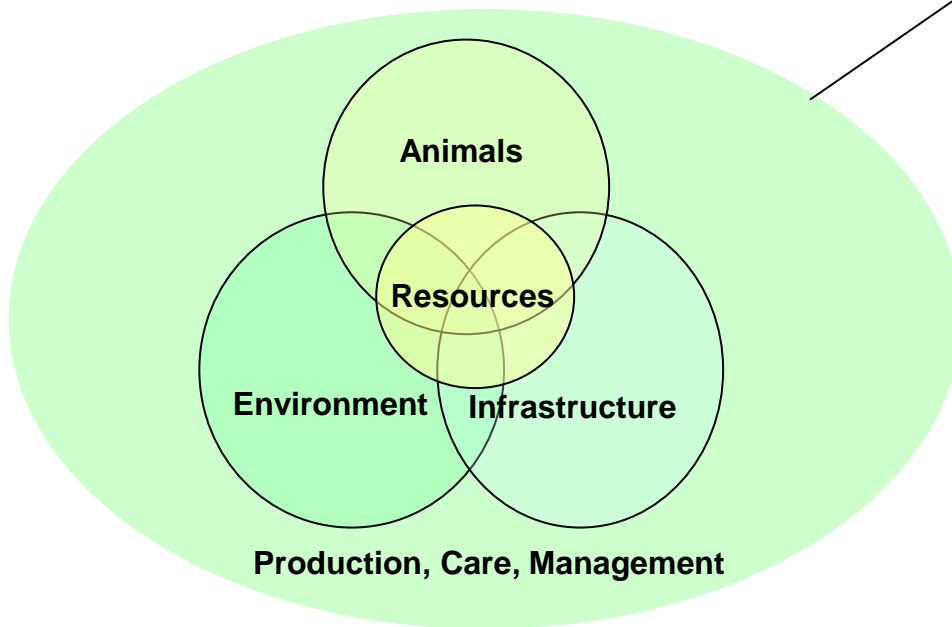 Animals
Resources
Environment
Infrastructure
Production, Care, Management